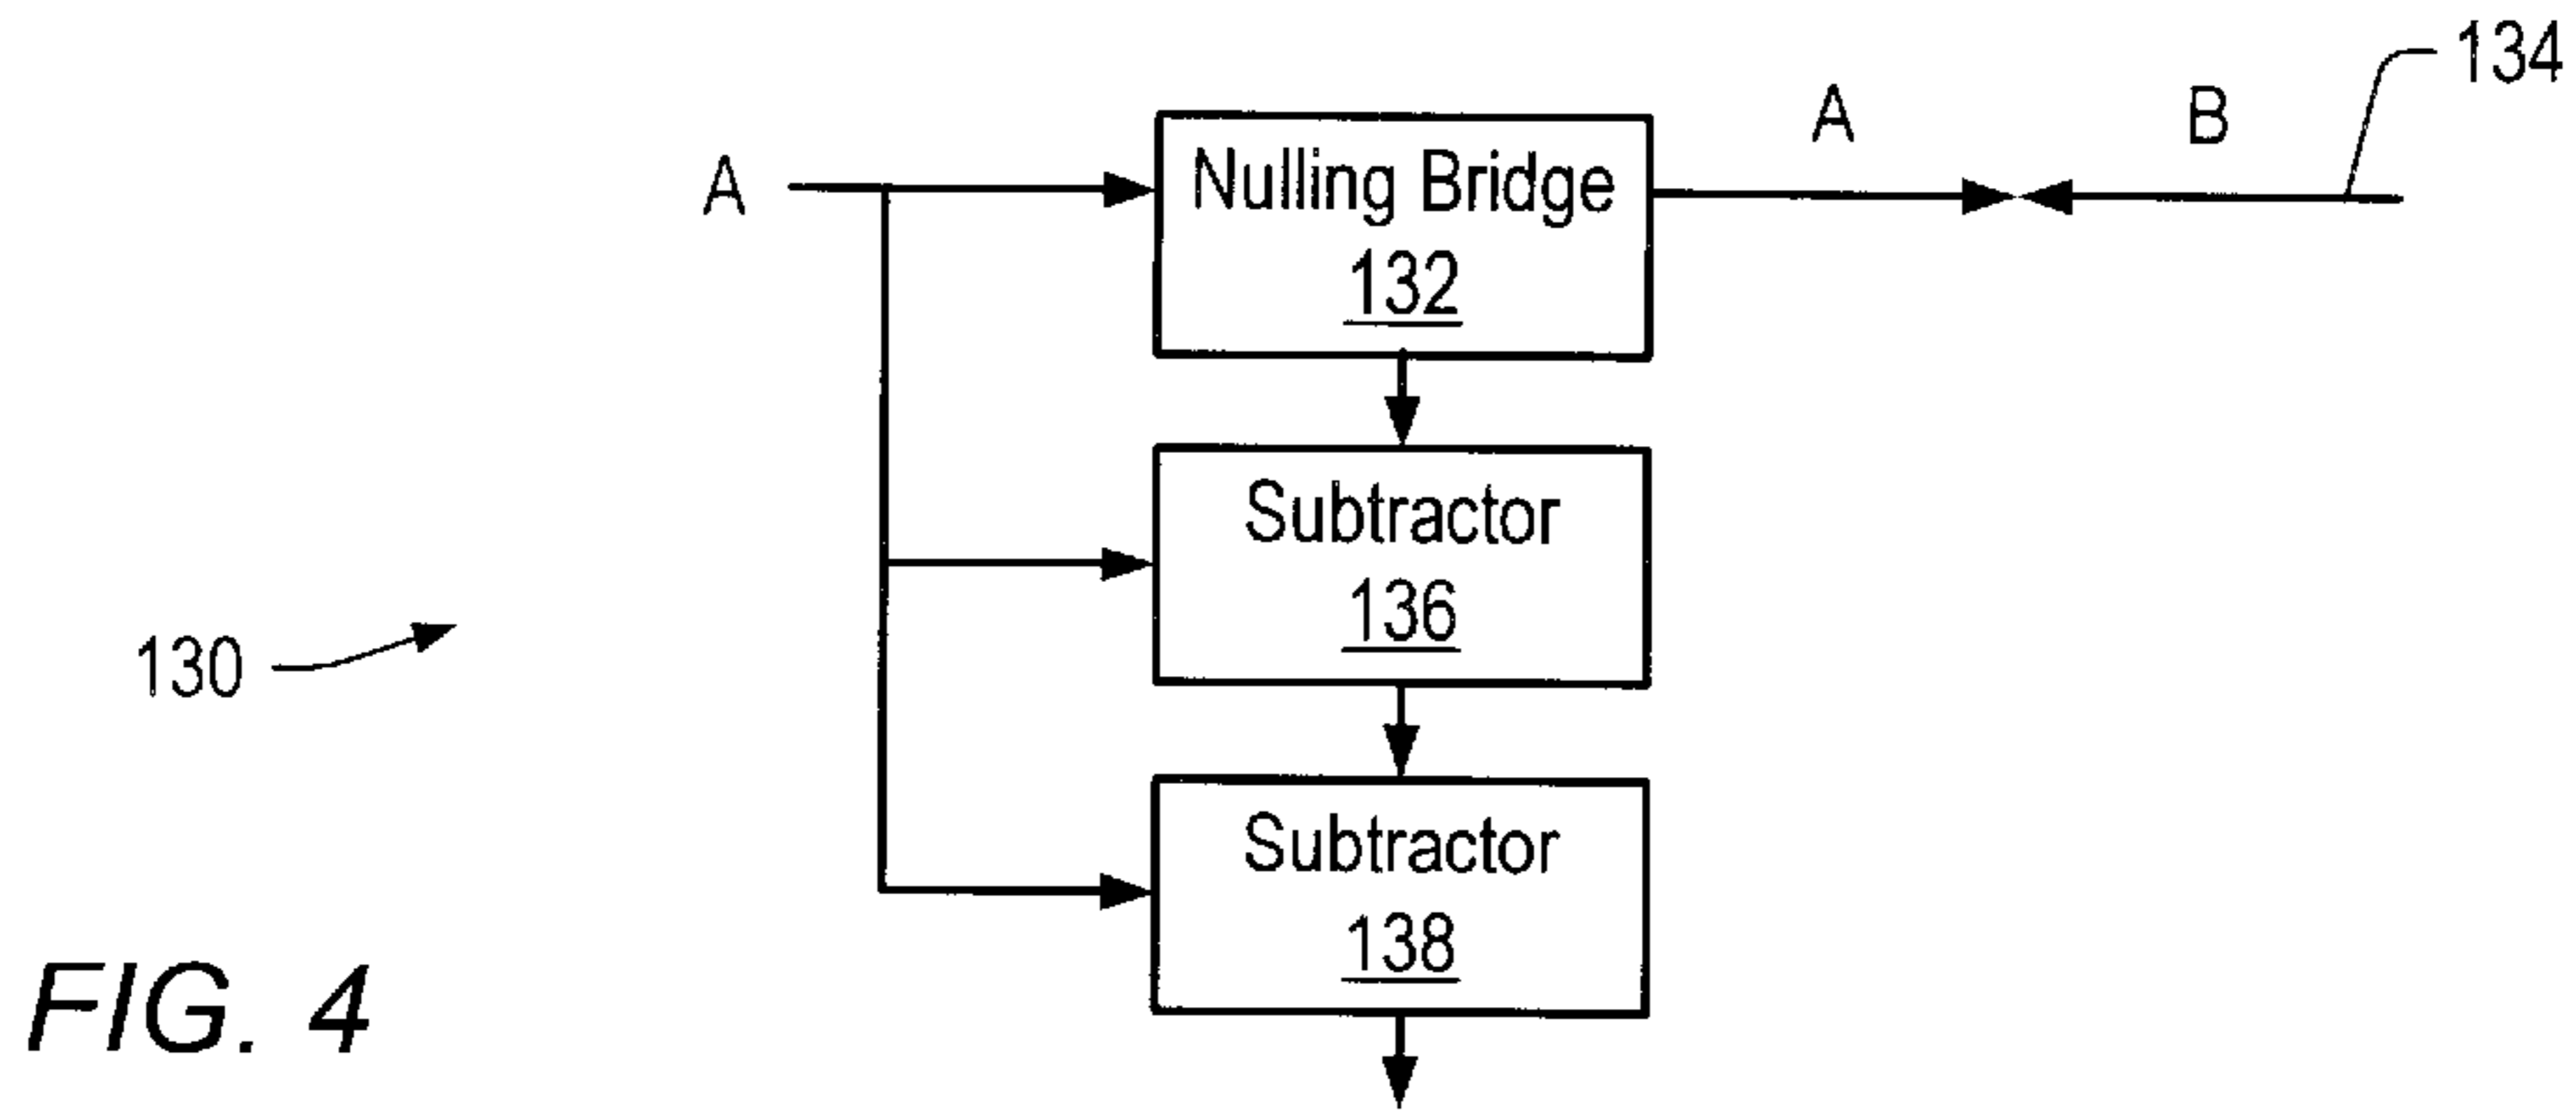 134
A
B
A
Nulling Bridge
132
Subtractor
136
130
Subtractor
138
FIG. 4